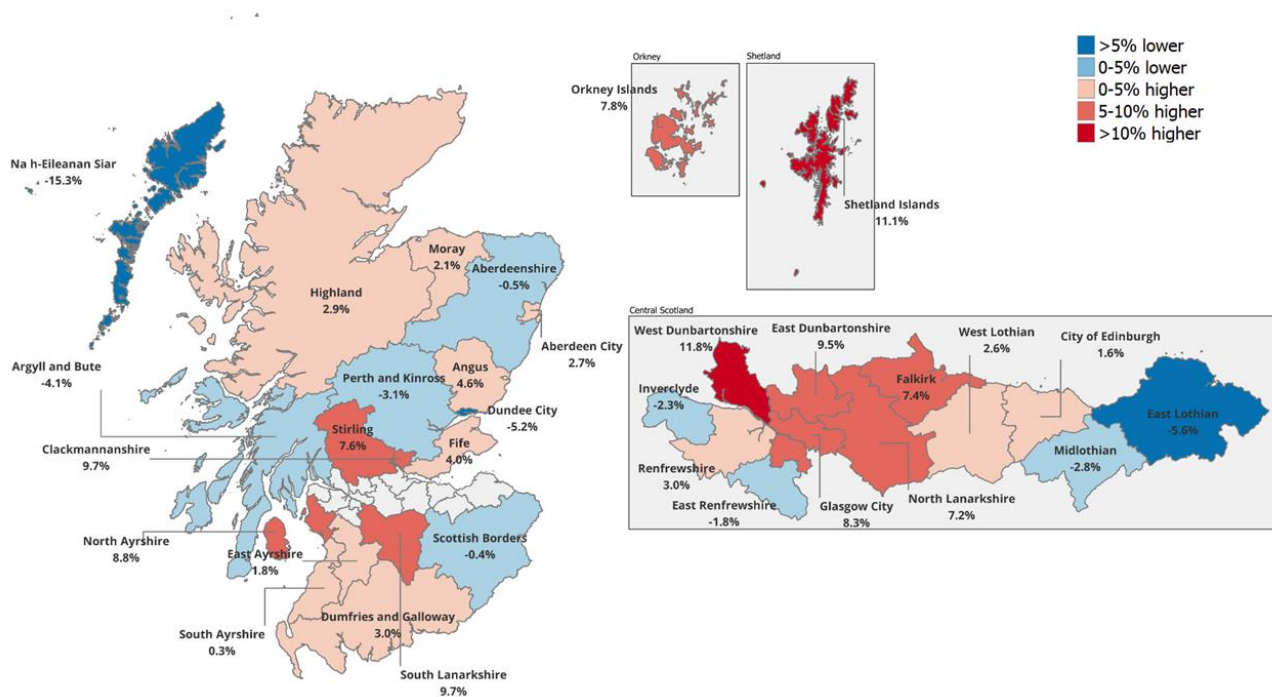 >5% lower
0-5% lower
0-5% higher
5-10% higher
>10% higher
Orkney
Orkney Islands
7.8%
Shetland
Shetland Islands
11.1%
Na h-Eileanan Siar
-15.3%
Moray
2.1%
Aberdeenshire
-0.5%
Highland
2.9%
Aberdeen City
2.7%
Argyll and Bute
-4.1%
Perth and Kinross
-3.1%
Angus
4.6%
Dundee City
-5.2%
Stirling
7.6%
Clackmannanshire
9.7%
Fife
4.0%
North Ayrshire
8.8%
East Ayrshire
1.8%
Scottish Borders
-0.4%
South Ayrshire
0.3%
Dumfries and Galloway
3.0%
South Lanarkshire
9.7%
Central Scotland
West Dunbartonshire
11.8%
East Dunbartonshire
9.5%
West Lothian
2.6%
City of Edinburgh
1.6%
Inverclyde
-2.3%
Falkirk
7.4%
East Lothian
-5.6%
Midlothian
-2.8%
Renfrewshire
3.0%
East Renfrewshire
-1.8%
Glasgow City
8.3%
North Lanarkshire
7.2%